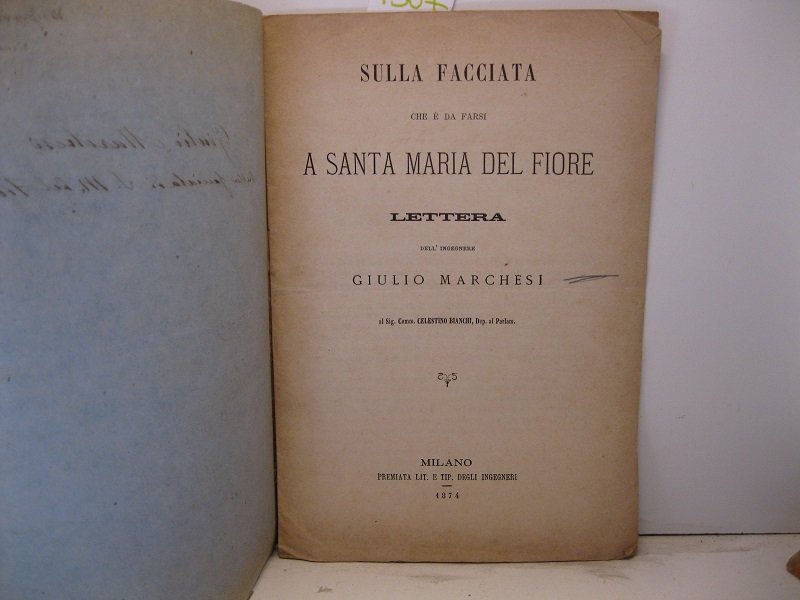 SULLA FACCIATA
CHE È DA FARSI
A SANTA MARIA DEL FIORE
LETTERA
DELL' INGEGNERE
GIULIO MARCHESI
al Sig. Comm. CELESTINO BIANCHI, Dep. al Parlam.
MILANO
PREMIATA LIT. E TIP. DEGLI INGEGNERI
1874